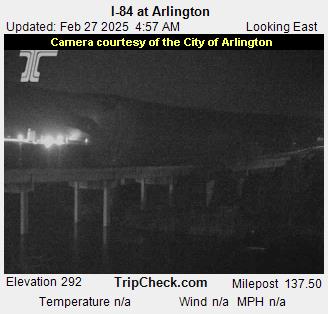 I-84 at Arlington
Updated: Feb 27 2025 4:57 AM Looking East
Camera courtesy of the City of Arlington
Elevation 292 TripCheck.com Milepost 137.50
Temperature n/a Wind n/a MPH n/a